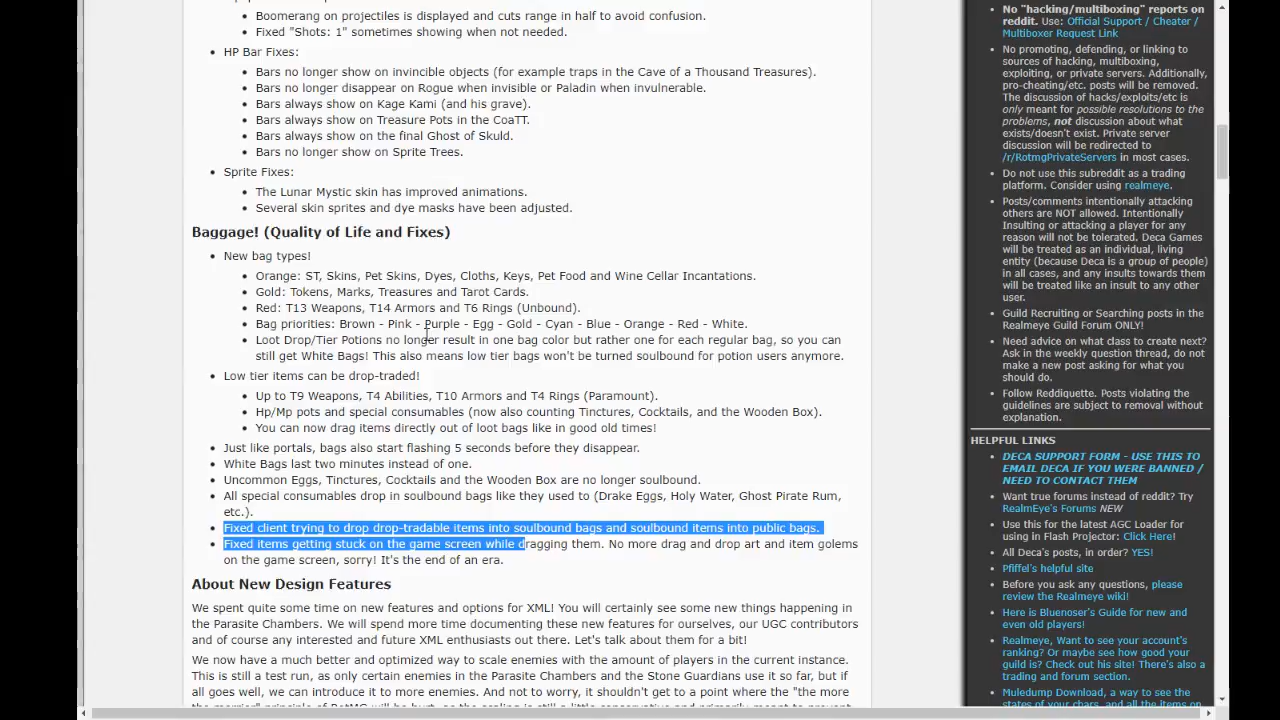 Boomerang on projectiles is displayed and cuts range in half to avoid confusion.
Fixed "Shots: 1" sometimes showing when not needed.
HP Bar Fixes:
Bars no longer show on invincible objects (for example traps in the Cave of a Thousand Treasures).
Bars no longer disappear on Rogue when invisible or Paladin when invulnerable.
Bars always show on Kage Kami (and his grave).
Bars always show on Treasure Pots in the CoaTT.
Bars always show on the final Ghost of Skuld.
Bars no longer show on Sprite Trees.
Sprite Fixes:
The Lunar Mystic skin has improved animations.
Several skin sprites and dye masks have been adjusted.
Baggage! (Quality of Life and Fixes)
New bag types!
Orange: ST, Skins, Pet Skins, Dyes, Cloths, Keys, Pet Food and Wine Cellar Incantations.
Gold: Tokens, Marks, Treasures and Tarot Cards.
Red: T13 Weapons, T14 Armors and T6 Rings (Unbound).
Bag priorities: Brown - Pink - Purple - Egg - Gold - Cyan - Blue - Orange - Red - White.
Loot Drop/Tier Potions no longer result in one bag color but rather one for each regular bag, so you can
still get White Bags! This also means low tier bags won't be turned soulbound for potion users anymore.
Low tier items can be drop-traded!
Up to T9 Weapons, T4 Abilities, T10 Armors and T4 Rings (Paramount).
Hp/Mp pots and special consumables (now also counting Tinctures, Cocktails, and the Wooden Box).
You can now drag items directly out of loot bags like in good old times!
Just like portals, bags also start flashing 5 seconds before they disappear.
White Bags last two minutes instead of one.
Uncommon Eggs, Tinctures, Cocktails and the Wooden Box are no longer soulbound.
All special consumables drop in soulbound bags like they used to (Drake Eggs, Holy Water, Ghost Pirate Rum,
etc.).
Fixed client trying to drop drop-tradable items into soulbound bags and soulbound items into public bags.
Fixed items getting stuck on the game screen while dragging them. No more drag and drop art and item golems
on the game screen, sorry! It's the end of an era.
About New Design Features
We spent quite some time on new features and options for XML! You will certainly see some new things happening in
the Parasite Chambers. We will spend more time documenting these new features for ourselves, our UGC contributors
and of course any interested and future XML enthusiasts out there. Let's talk about them for a bit!
We now have a much better and optimized way to scale enemies with the amount of players in the current instance.
This is still a test run, as only certain enemies in the Parasite Chambers and the Stone Guardians use it so far, but if
all goes well, we can introduce it to more enemies. And not to worry, it shouldn't get to a point where the "the more
No "hacking/multiboxing" reports on
reddit. Use: Official Support / Cheater /
Multiboxer Request Link
No promoting, defending, or linking to
sources of hacking, multiboxing,
exploiting, or private servers. Additionally,
pro-cheating/etc. posts will be removed.
The discussion of hacks/exploits/etc is
only meant for possible resolutions to the
problems, not discussion about what
exists/doesn't exist. Private server
discussion will be redirected to
/r/RotmgPrivateServers in most cases.
Do not use this subreddit as a trading
platform. Consider using realmeye.
Posts/comments intentionally attacking
others are NOT allowed. Intentionally
Insulting or attacking a player for any
reason will not be tolerated. Deca Games
will be treated as an individual, living
entity (because Deca is a group of people)
in all cases, and any insults towards them
will be treated like an insult to any other
user.
Guild Recruiting or Searching posts in the
Realmeye Guild Forum ONLY!
Need advice on what class to create next?
Ask in the weekly question thread, do not
make a new post asking for what you
should do.
Follow Reddiquette. Posts violating the
guidelines are subject to removal without
explanation.
HELPFUL LINKS
DECA SUPPORT FORM - USE THIS TO
EMAIL DECA IF YOU WERE BANNED /
NEED TO CONTACT THEM
Want true forums instead of reddit? Try
RealmEye's Forums NEW
Use this for the latest AGC Loader for
using in Flash Projector: Click Here!
All Deca's posts, in order? YES!
Pfiffel's helpful site
Before you ask any questions, please
review the Realmeye wiki!
Here is Bluenoser's Guide for new and
even old players!
Realmeye, Want to see your account's
ranking? Or maybe see how good your
guild is? Check out his site! There's also a
trading and forum section.
Muledump Download, a way to see the
states of your chars, and all the items on